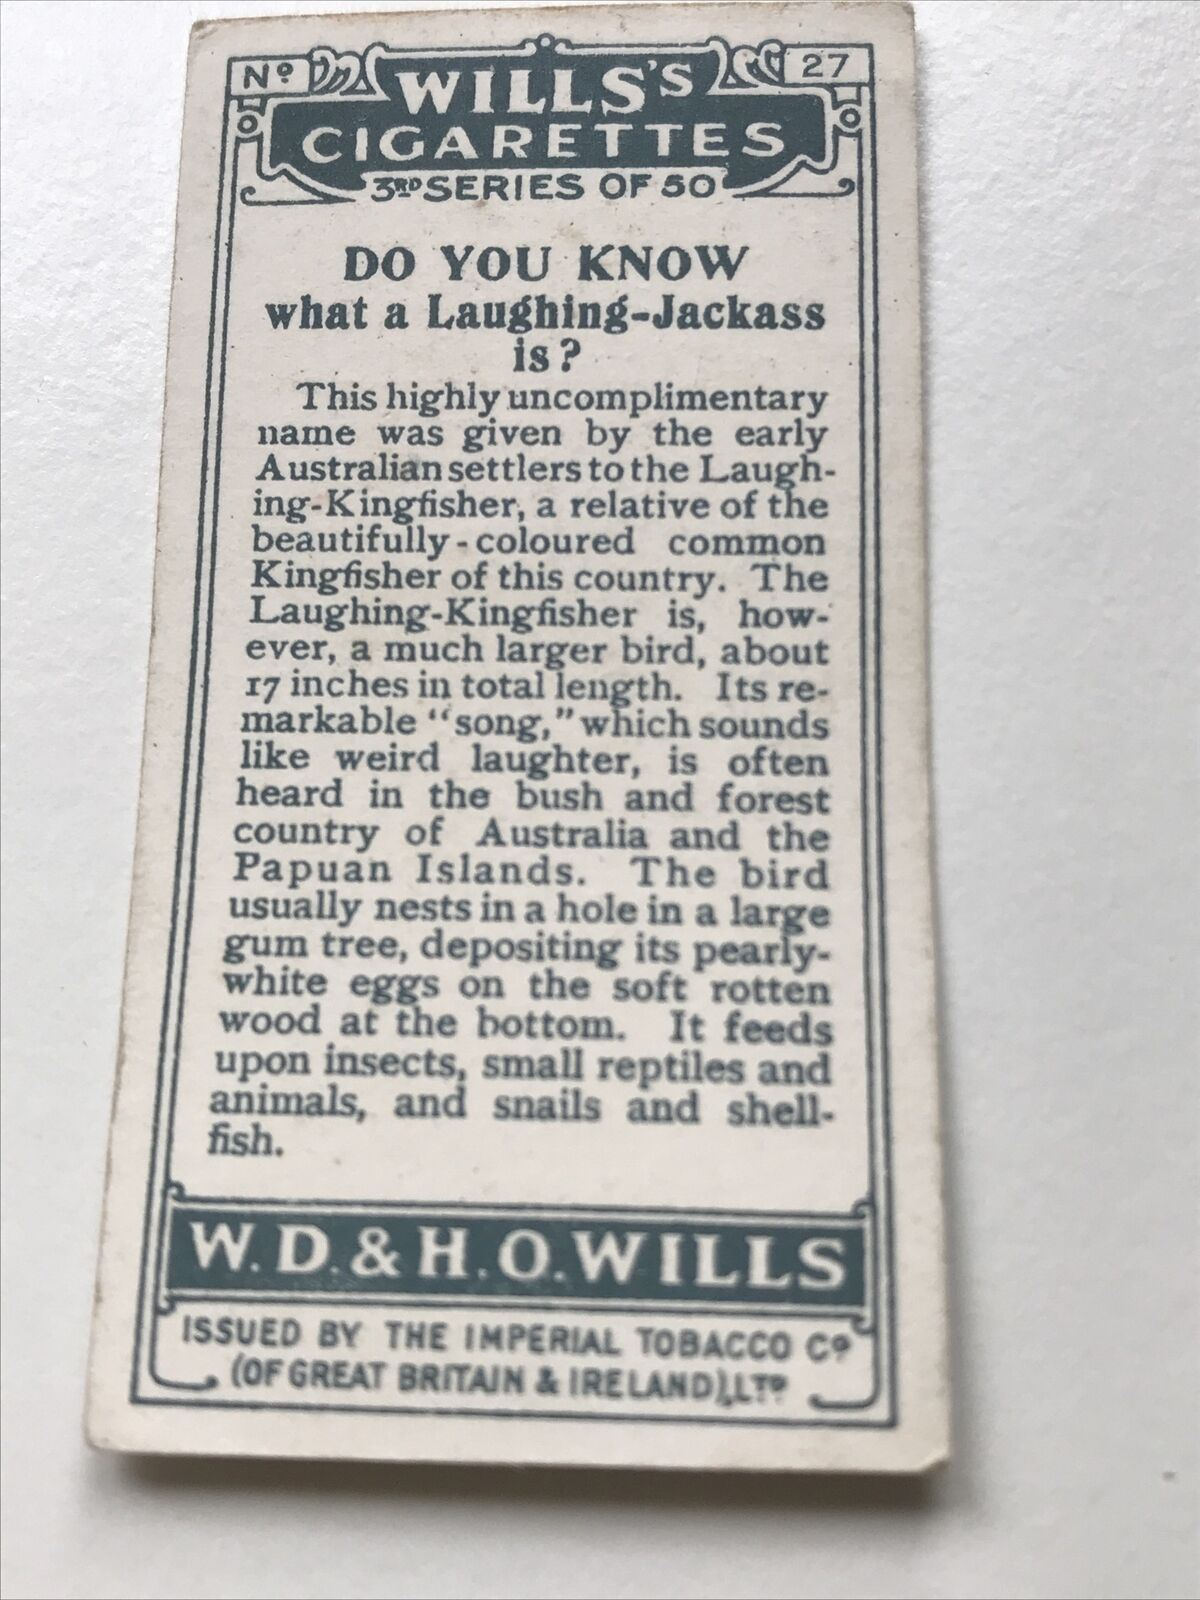 Nº 27
WILLS'S
CIGARETTES
3RD SERIES OF 50
DO YOU KNOW
what a Laughing-Jackass
is?
This highly uncomplimentary
name was given by the early
Australian settlers to the Laugh-
ing-Kingfisher, a relative of the
beautifully-coloured common
Kingfisher of this country. The
Laughing-Kingfisher is, how-
ever, a much larger bird, about
17 inches in total length. Its re-
markable "song," which sounds
like weird laughter, is often
heard in the bush and forest
country of Australia and the
Papuan Islands. The bird
usually nests in a hole in a large
gum tree, depositing its pearly-
white eggs on the soft rotten
wood at the bottom. It feeds
upon insects, small reptiles and
animals, and snails and shell-
fish.
W.D.&H.O.WILLS
ISSUED BY THE IMPERIAL TOBACCO Cº
(OF GREAT BRITAIN & IRELAND), LTD